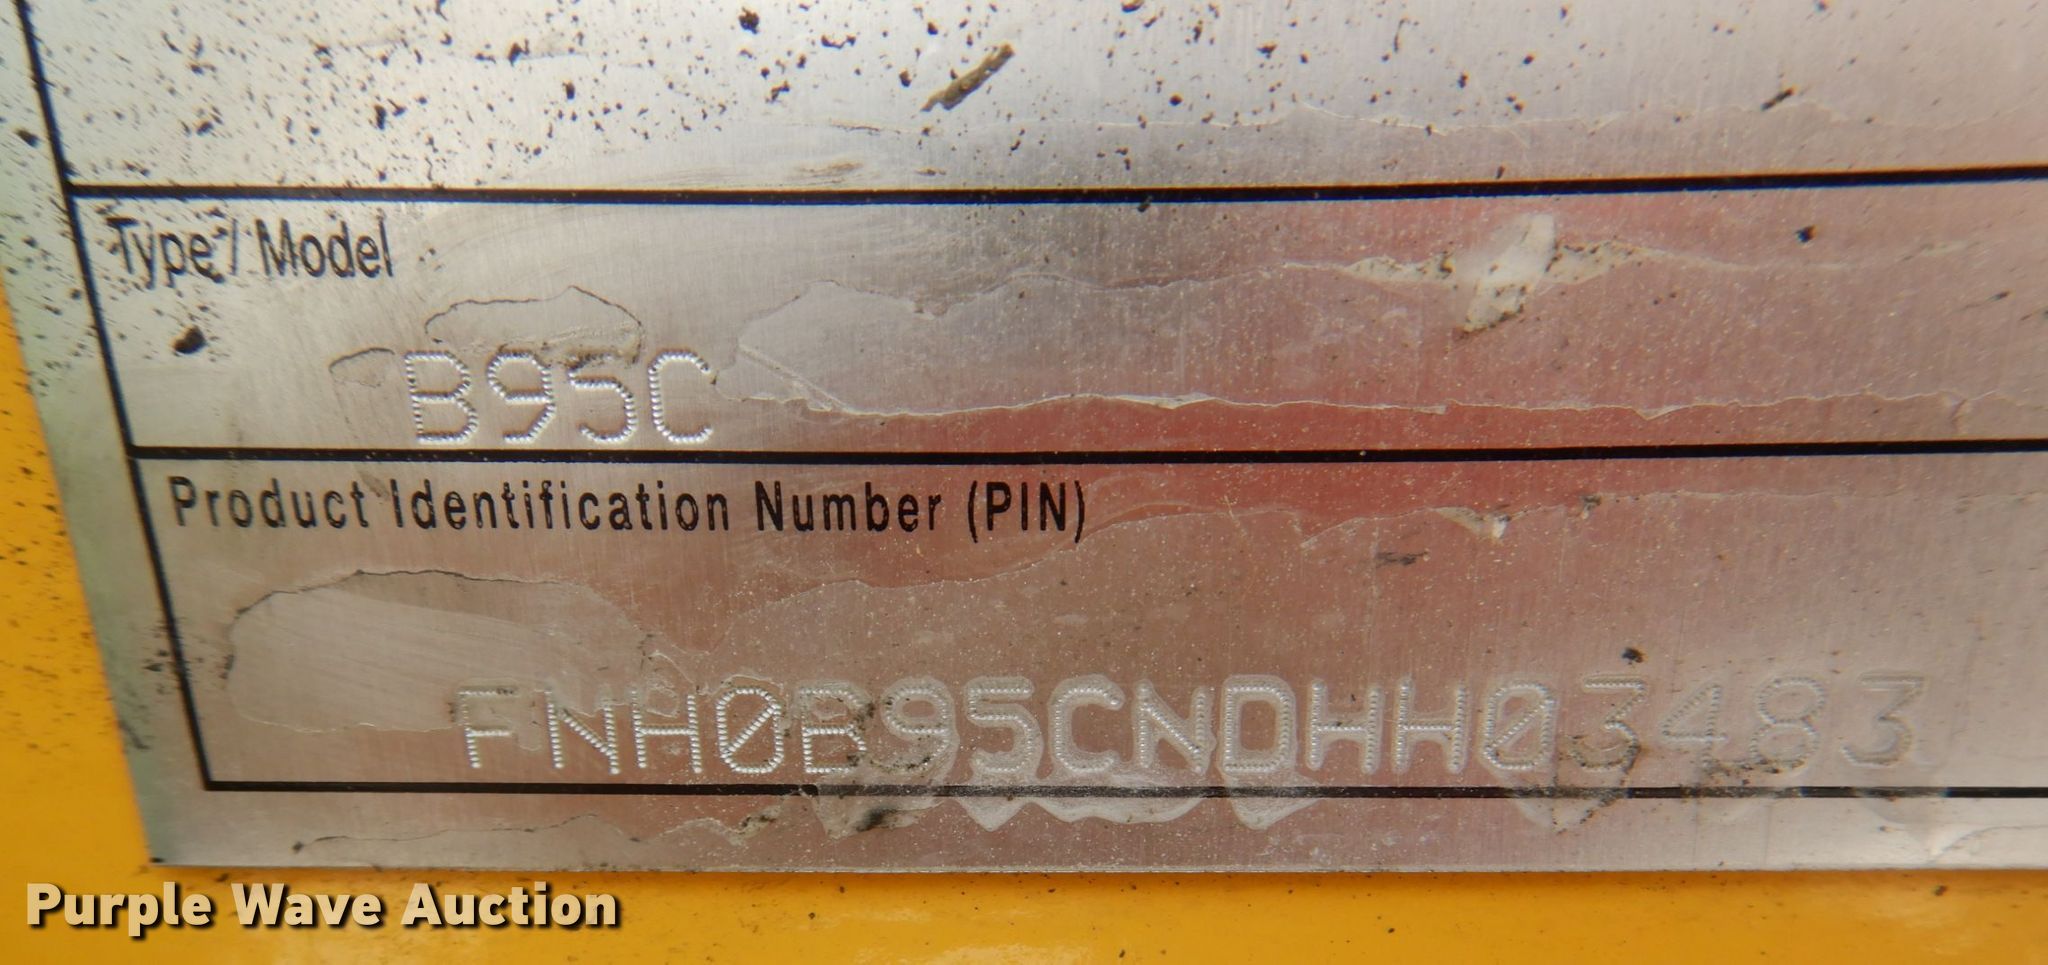 Type / Model
B95C
Product Identification Number (PIN)
FNH0B95CNDHH03483
Purple Wave Auction